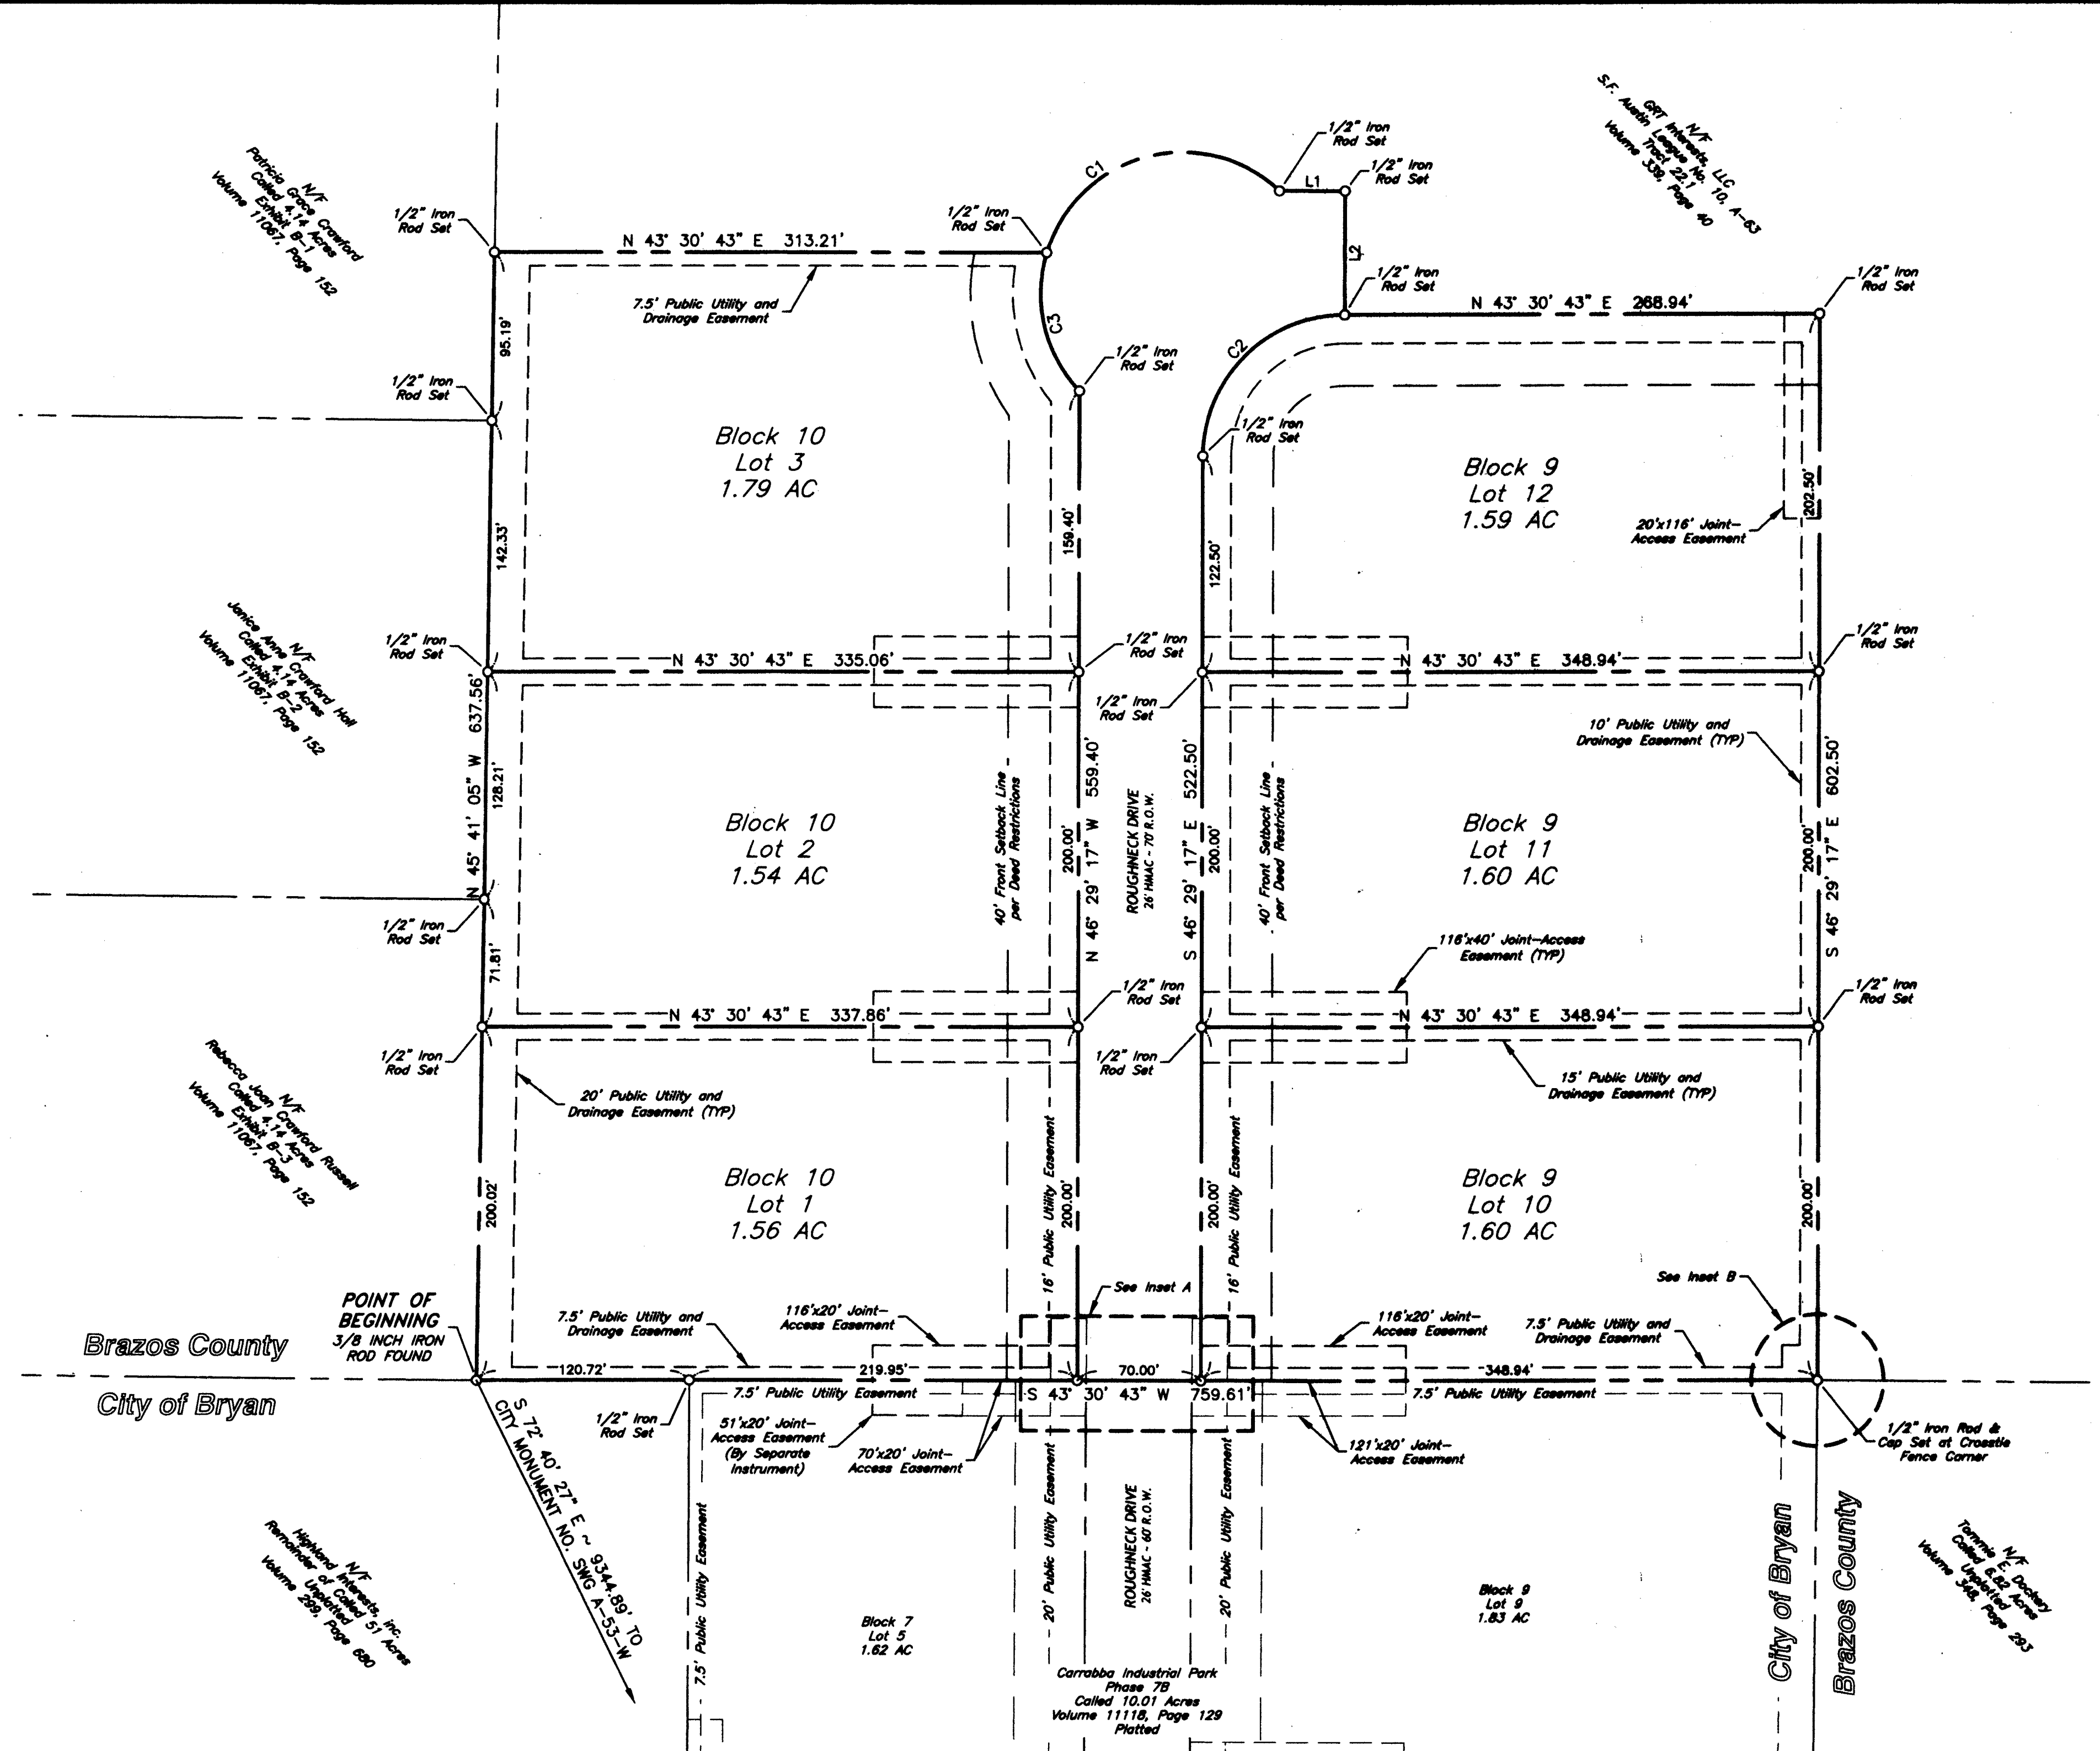 N/F
GRT Interests, LLC
S.F. Austin League No. 10, A-63
Tract 22.1
Volume 339, Page 40
N/F
Patricia Grace Crawford
Called 4.14 Acres
Exhibit B-1
Volume 11067, Page 152
1/2" Iron
Rod Set
1/2" Iron
Rod Set
C1
L1
L2
1/2" Iron
Rod Set
1/2" Iron
Rod Set
N 43° 30' 43" E 313.21'
1/2" Iron
Rod Set
N 43° 30' 43" E 268.94'
1/2" Iron
Rod Set
7.5' Public Utility and
Drainage Easement
95.19'
C3
C2
1/2" Iron
Rod Set
1/2" Iron
Rod Set
1/2" Iron
Rod Set
Block 10
Lot 3
1.79 AC
Block 9
Lot 12
1.59 AC
142.33'
159.40'
122.50'
202.50'
20'x116' Joint-
Access Easement
N/F
Janice Anne Crawford Hall
Called 4.14 Acres
Exhibit B-2
Volume 11067, Page 152
1/2" Iron
Rod Set
N 43° 30' 43" E 335.06'
1/2" Iron
Rod Set
N 43° 30' 43" E 348.94'
1/2" Iron
Rod Set
1/2" Iron
Rod Set
10' Public Utility and
Drainage Easement (TYP)
N 45° 41' 05" W 637.56'
128.21'
Block 10
Lot 2
1.54 AC
40' Front Setback Line
per Deed Restrictions
200.00'
N 46° 29' 17" W 559.40'
ROUGHNECK DRIVE
26' HMAC - 70' R.O.W.
S 46° 29' 17" E 522.50'
200.00'
40' Front Setback Line
per Deed Restrictions
Block 9
Lot 11
1.60 AC
200.00'
S 46° 29' 17" E 602.50'
1/2" Iron
Rod Set
71.81'
116'x40' Joint-Access
Easement (TYP)
N 43° 30' 43" E 337.86'
1/2" Iron
Rod Set
N 43° 30' 43" E 348.94'
1/2" Iron
Rod Set
1/2" Iron
Rod Set
1/2" Iron
Rod Set
N/F
Rebecca Joan Crawford Russell
Called 4.14 Acres
Exhibit B-3
Volume 11067, Page 152
20' Public Utility and
Drainage Easement (TYP)
15' Public Utility and
Drainage Easement (TYP)
200.02'
Block 10
Lot 1
1.56 AC
16' Public Utility Easement
200.00'
200.00'
16' Public Utility Easement
Block 9
Lot 10
1.60 AC
200.00'
See Inset A
See Inset B
POINT OF
BEGINNING
3/8 INCH IRON
ROD FOUND
7.5' Public Utility and
Drainage Easement
116'x20' Joint-
Access Easement
116'x20' Joint-
Access Easement
7.5' Public Utility and
Drainage Easement
Brazos County
City of Bryan
120.72'
219.95'
70.00'
348.94'
7.5' Public Utility Easement
S 43° 30' 43" W 759.61'
7.5' Public Utility Easement
1/2" Iron
Rod Set
51'x20' Joint-
Access Easement
(By Separate
Instrument)
70'x20' Joint-
Access Easement
121'x20' Joint-
Access Easement
1/2" Iron Rod &
Cap Set at Crosstie
Fence Corner
S 72° 40' 27" E ~ 9344.89' TO
CITY MONUMENT NO. SWG A-53-W
N/F
Highland Interests, Inc.
Remainder of Called 51 Acres
Unplatted
Volume 299, Page 680
7.5' Public Utility Easement
20' Public Utility Easement
ROUGHNECK DRIVE
26' HMAC - 60' R.O.W.
20' Public Utility Easement
Block 7
Lot 5
1.62 AC
Block 9
Lot 9
1.83 AC
City of Bryan
Brazos County
N/F
Tommie E. Dockery
Called 6.82 Acres
Unplatted
Volume 348, Page 293
Carrabba Industrial Park
Phase 7B
Called 10.01 Acres
Volume 11118, Page 129
Platted